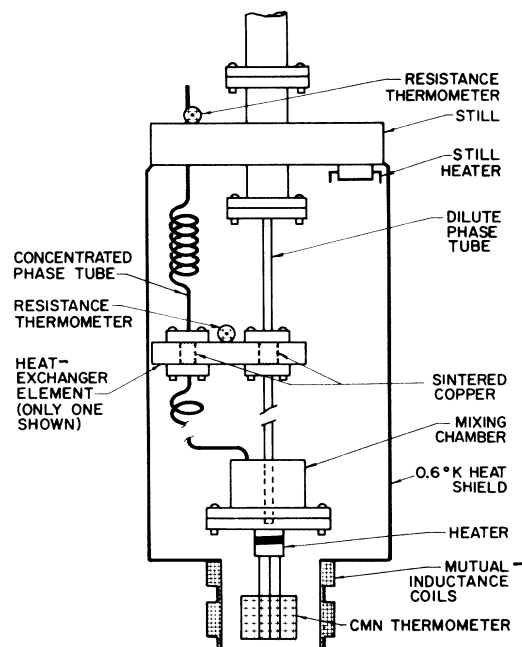 RESISTANCE
THERMOMETER
STILL
STILL
HEATER
DILUTE
PHASE
TUBE
CONCENTRATED
PHASE TUBE
RESISTANCE
THERMOMETER
HEAT-
EXCHANGER
ELEMENT
(ONLY ONE
SHOWN)
SINTERED
COPPER
MIXING
CHAMBER
0.6°K HEAT
SHIELD
HEATER
MUTUAL-
INDUCTANCE
COILS
CMN THERMOMETER